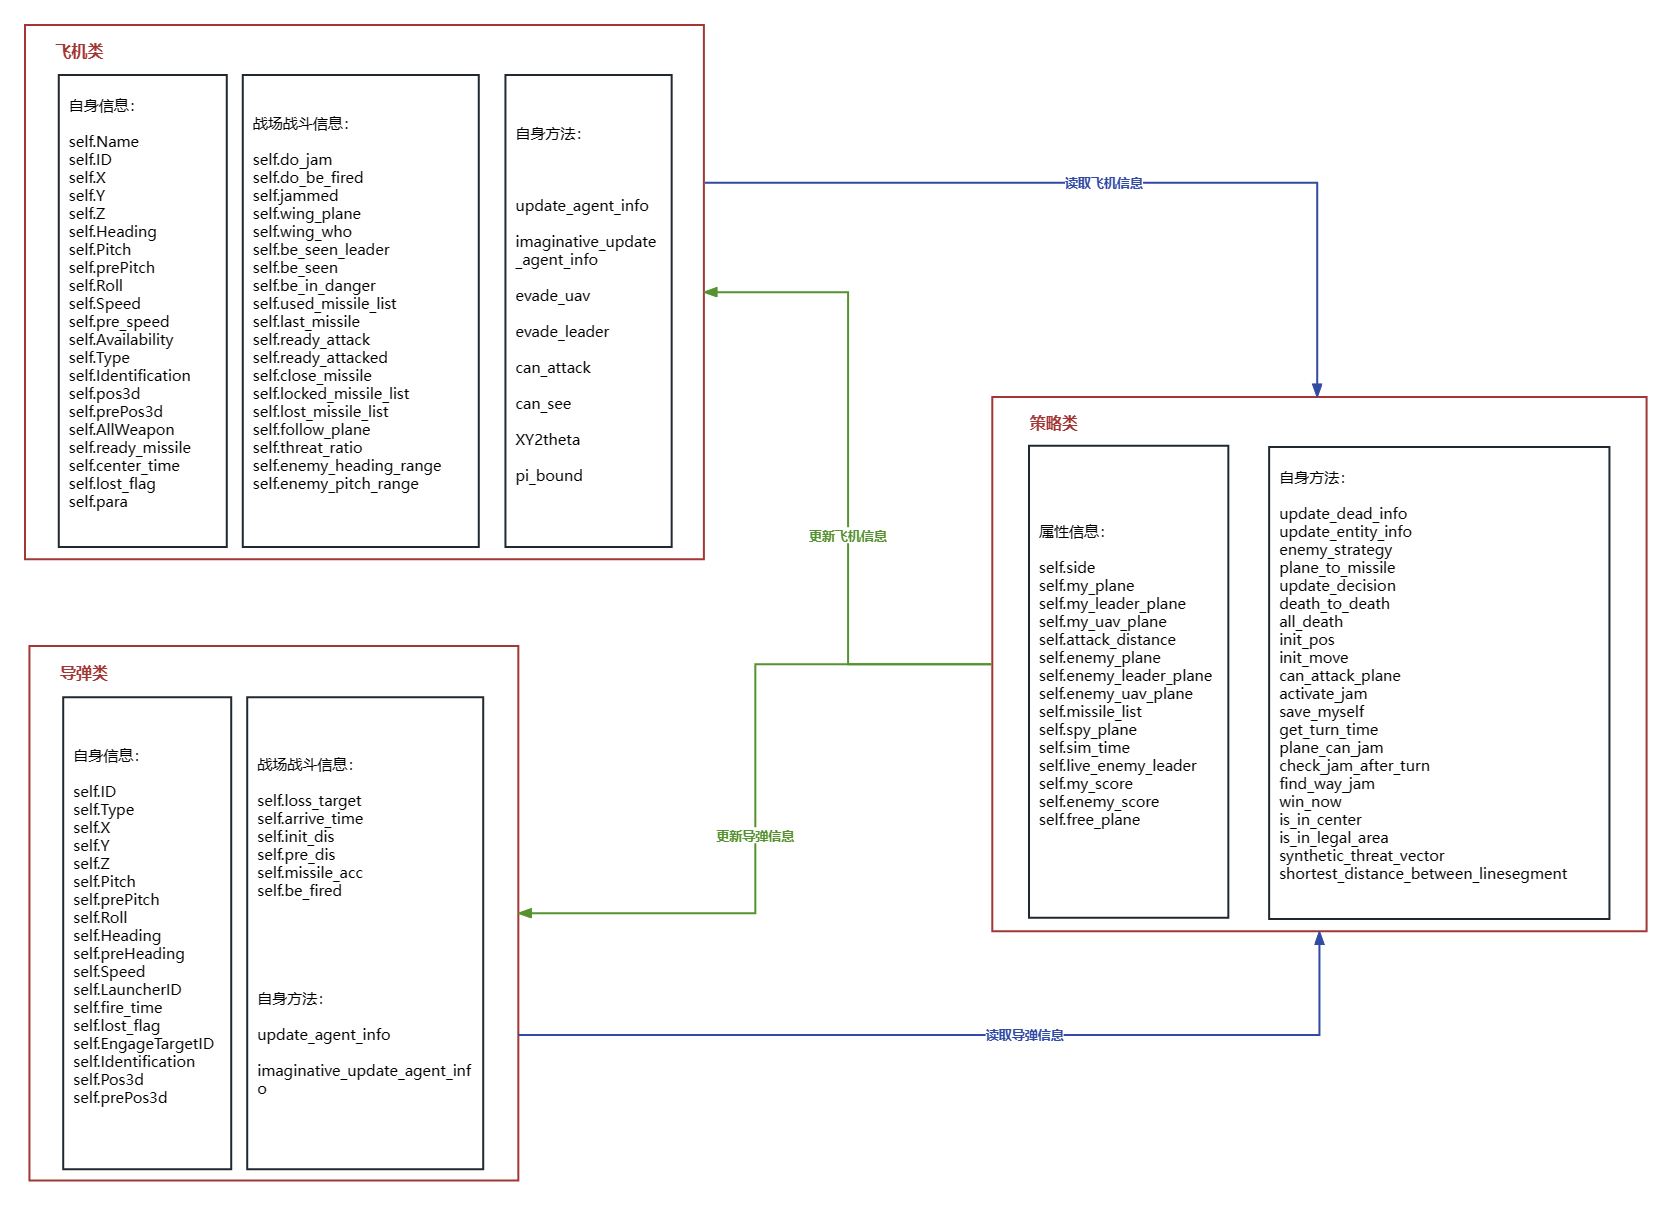 飞机类
自身信息：
self.Name
self.ID
self.X
self.Y
self.Z
self.Heading
self.Pitch
self.prePitch
self.Roll
self.Speed
self.pre_speed
self.Availability
self.Type
self.Identification
self.pos3d
self.prePos3d
self.AllWeapon
self.ready_missile
self.center_time
self.lost_flag
self.para
战场战斗信息：
self.do_jam
self.do_be_fired
self.jammed
self.wing_plane
self.wing_who
self.be_seen_leader
self.be_seen
self.be_in_danger
self.used_missile_list
self.last_missile
self.ready_attack
self.ready_attacked
self.close_missile
self.locked_missile_list
self.lost_missile_list
self.follow_plane
self.threat_ratio
self.enemy_heading_range
self.enemy_pitch_range
自身方法：
update_agent_info
imaginative_update
_agent_info
evade_uav
evade_leader
can_attack
can_see
XY2theta
pi_bound
读取飞机信息
更新飞机信息
策略类
属性信息：
self.side
self.my_plane
self.my_leader_plane
self.my_uav_plane
self.attack_distance
self.enemy_plane
self.enemy_leader_plane
self.enemy_uav_plane
self.missile_list
self.spy_plane
self.sim_time
self.live_enemy_leader
self.my_score
self.enemy_score
self.free_plane
自身方法：
update_dead_info
update_entity_info
enemy_strategy
plane_to_missile
update_decision
death_to_death
all_death
init_pos
init_move
can_attack_plane
activate_jam
save_myself
get_turn_time
plane_can_jam
check_jam_after_turn
find_way_jam
win_now
is_in_center
is_in_legal_area
synthetic_threat_vector
shortest_distance_between_linesegment
导弹类
自身信息：
self.ID
self.Type
self.X
self.Y
self.Z
self.Pitch
self.prePitch
self.Roll
self.Heading
self.preHeading
self.Speed
self.LauncherID
self.fire_time
self.lost_flag
self.EngageTargetID
self.Identification
self.Pos3d
self.prePos3d
战场战斗信息：
self.loss_target
self.arrive_time
self.init_dis
self.pre_dis
self.missile_acc
self.be_fired
自身方法：
update_agent_info
imaginative_update_agent_inf
o
更新导弹信息
读取导弹信息